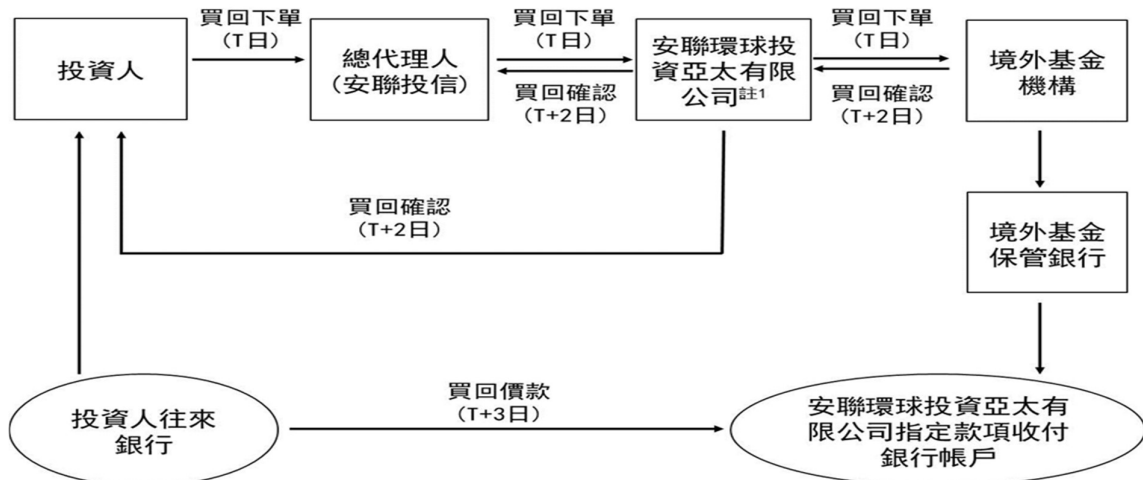 買回下單
(T日)
買回下單
(T日)
買回下單
(T日)
投資人
總代理人
(安聯投信)
安聯環球投
資亞太有限
公司註1
境外基金
機構
買回確認
(T+2日)
買回確認
(T+2日)
買回確認
(T+2日)
境外基金
保管銀行
投資人往來
銀行
買回價款
(T+3日)
安聯環球投資亞太有
限公司指定款項收付
銀行帳戶